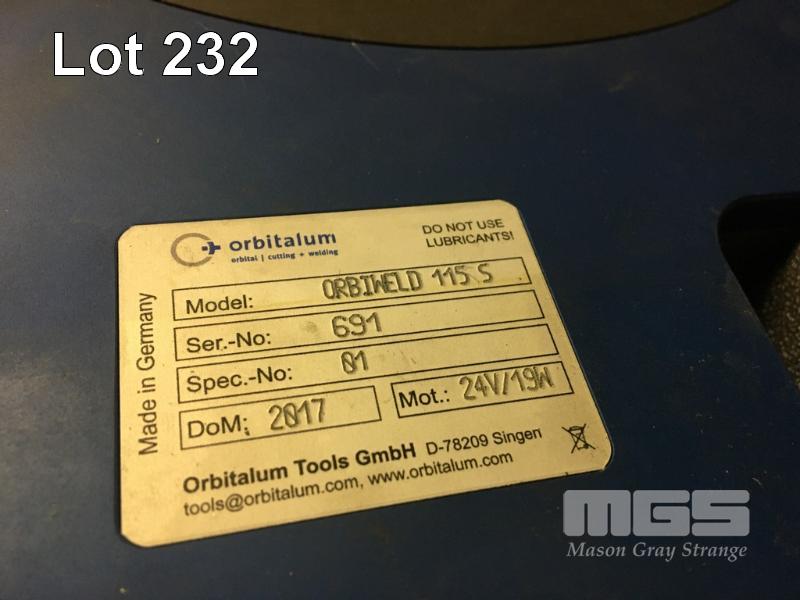 Lot 232
orbitalum
orbital | cutting + welding
DO NOT USE
LUBRICANTS!
Made in Germany
Model: ORBIWELD 115 S
Ser.-No: 691
Spec.-No: 01
DoM: 2017
Mot.: 24V/19W
Orbitalum Tools GmbH D-78209 Singen
tools@orbitalum.com, www.orbitalum.com
MGS
Mason Gray Strange